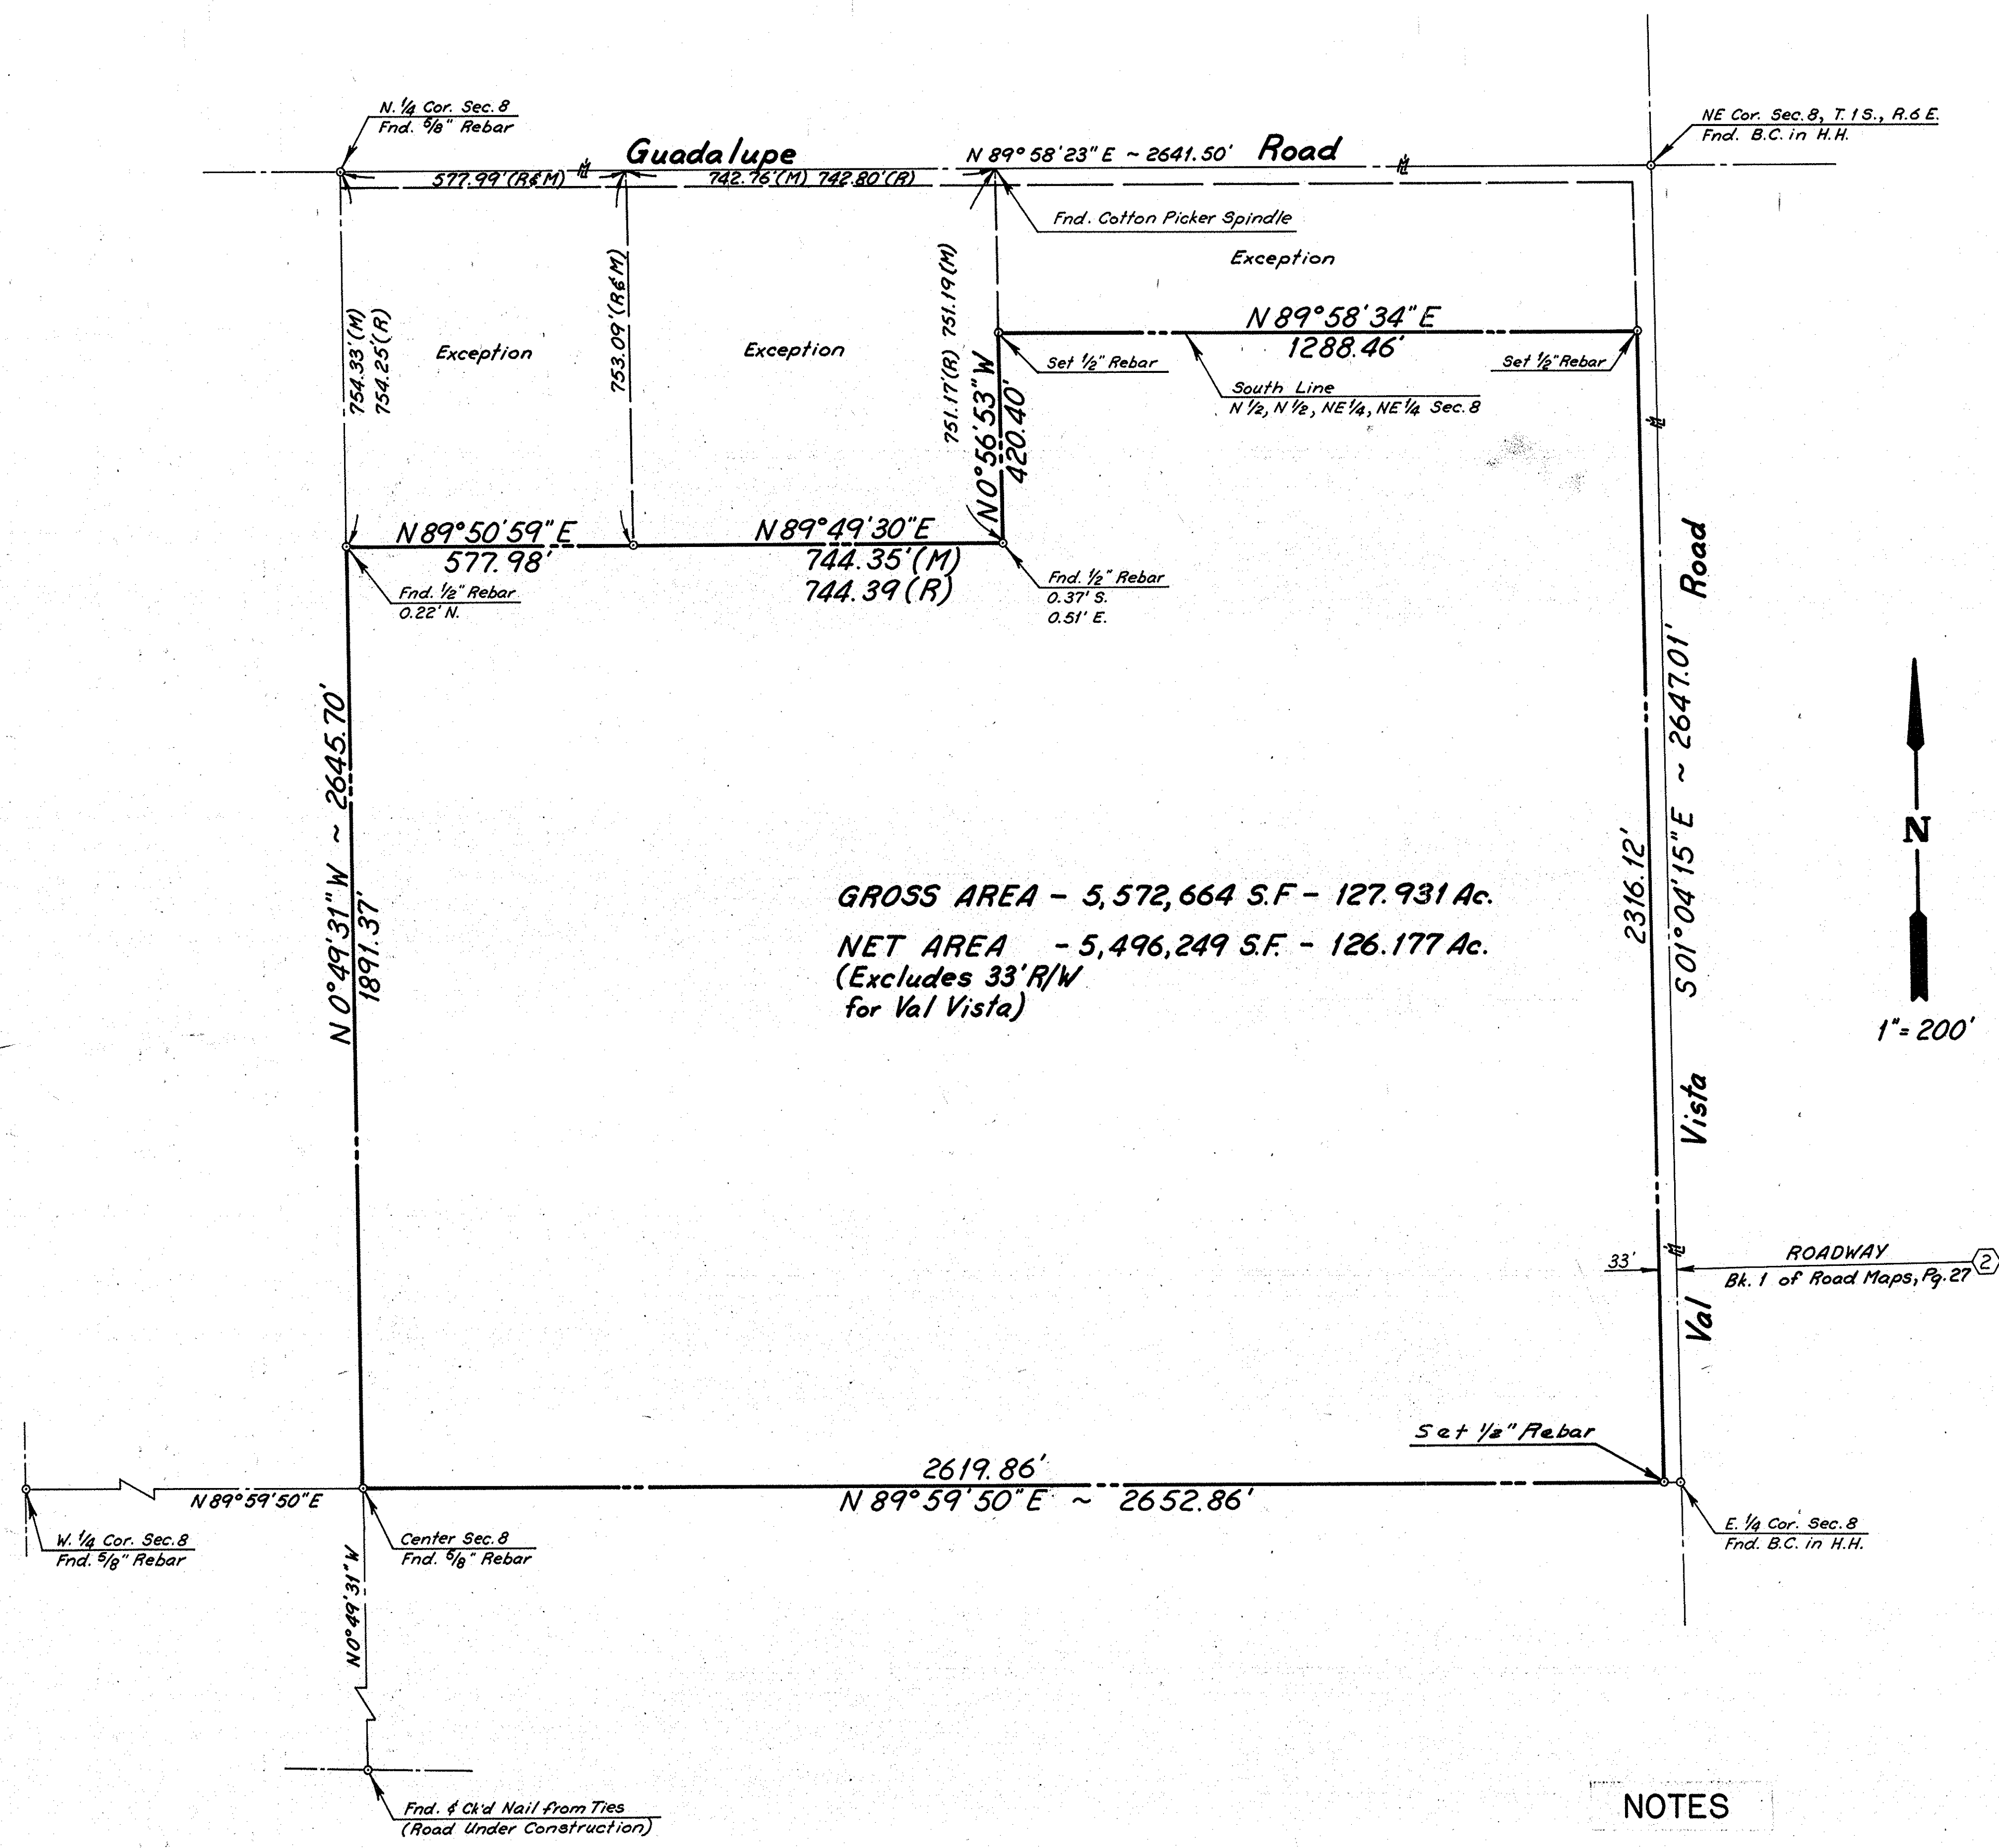 N. 1/4 Cor. Sec. 8
Fnd. 5/8" Rebar
NE Cor. Sec. 8, T. 1 S., R. 6 E.
Fnd. B.C. in H.H.
Guadalupe
N 89° 58' 23" E ~ 2641.50'
Road
577.99' (R&M)
742.76' (M) 742.80' (R)
Fnd. Cotton Picker Spindle
Exception
754.33' (M)
754.25' (R)
753.09' (R&M)
751.17' (R) 751.19 (M)
Exception
Exception
N 89° 58' 34" E
1288.46'
Set 1/2" Rebar
Set 1/2" Rebar
South Line
N 1/2, N 1/2, NE 1/4, NE 1/4 Sec. 8
N 0° 56' 53" W
420.40'
N 89° 50' 59" E
577.98'
N 89° 49' 30" E
744.35' (M)
744.39 (R)
Fnd. 1/2" Rebar
0.22' N.
Fnd. 1/2" Rebar
0.37' S.
0.51' E.
N 0° 49' 31" W ~ 2645.70'
1891.37'
2316.12'
S 01° 04' 15" E ~ 2647.01'
Val Vista Road
N
1" = 200'
GROSS AREA - 5,572,664 S.F - 127.931 Ac.
NET AREA - 5,496,249 S.F. - 126.177 Ac.
(Excludes 33' R/W
for Val Vista)
33'
ROADWAY
Bk. 1 of Road Maps, Pg. 27
2
Set 1/2" Rebar
2619.86'
N 89° 59' 50" E ~ 2652.86'
N 89° 59' 50" E
W. 1/4 Cor. Sec. 8
Fnd. 5/8" Rebar
Center Sec. 8
Fnd. 5/8" Rebar
E. 1/4 Cor. Sec. 8
Fnd. B.C. in H.H.
N 0° 49' 31" W
Fnd. & Ck'd Nail from Ties
(Road Under Construction)
NOTES